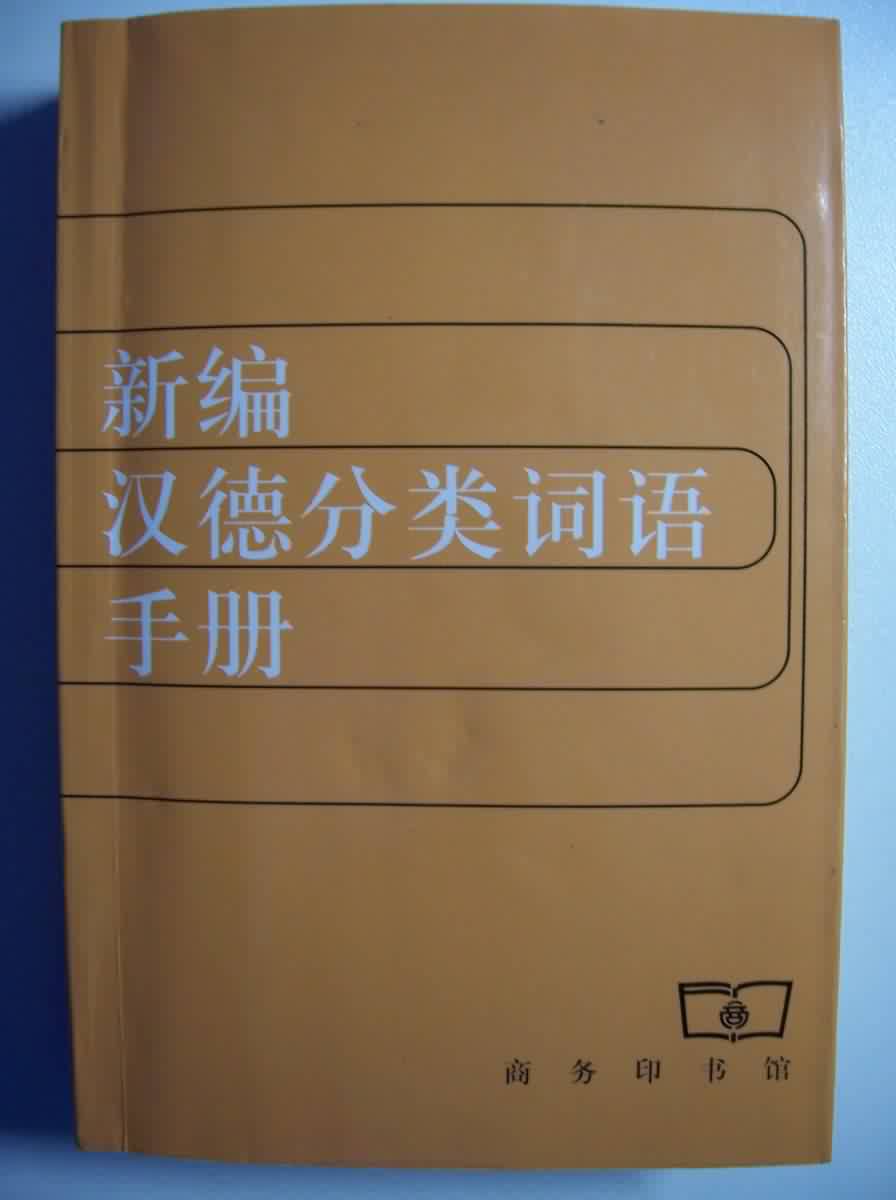 新编
汉德分类词语
手册
商务印书馆